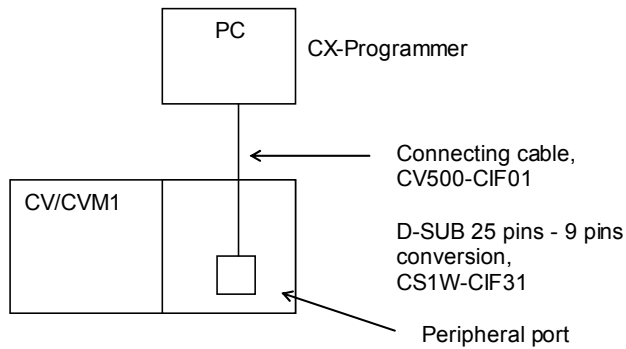 PC
CX-Programmer
Connecting cable,
CV500-CIF01
CV/CVM1
D-SUB 25 pins - 9 pins
conversion,
CS1W-CIF31
Peripheral port